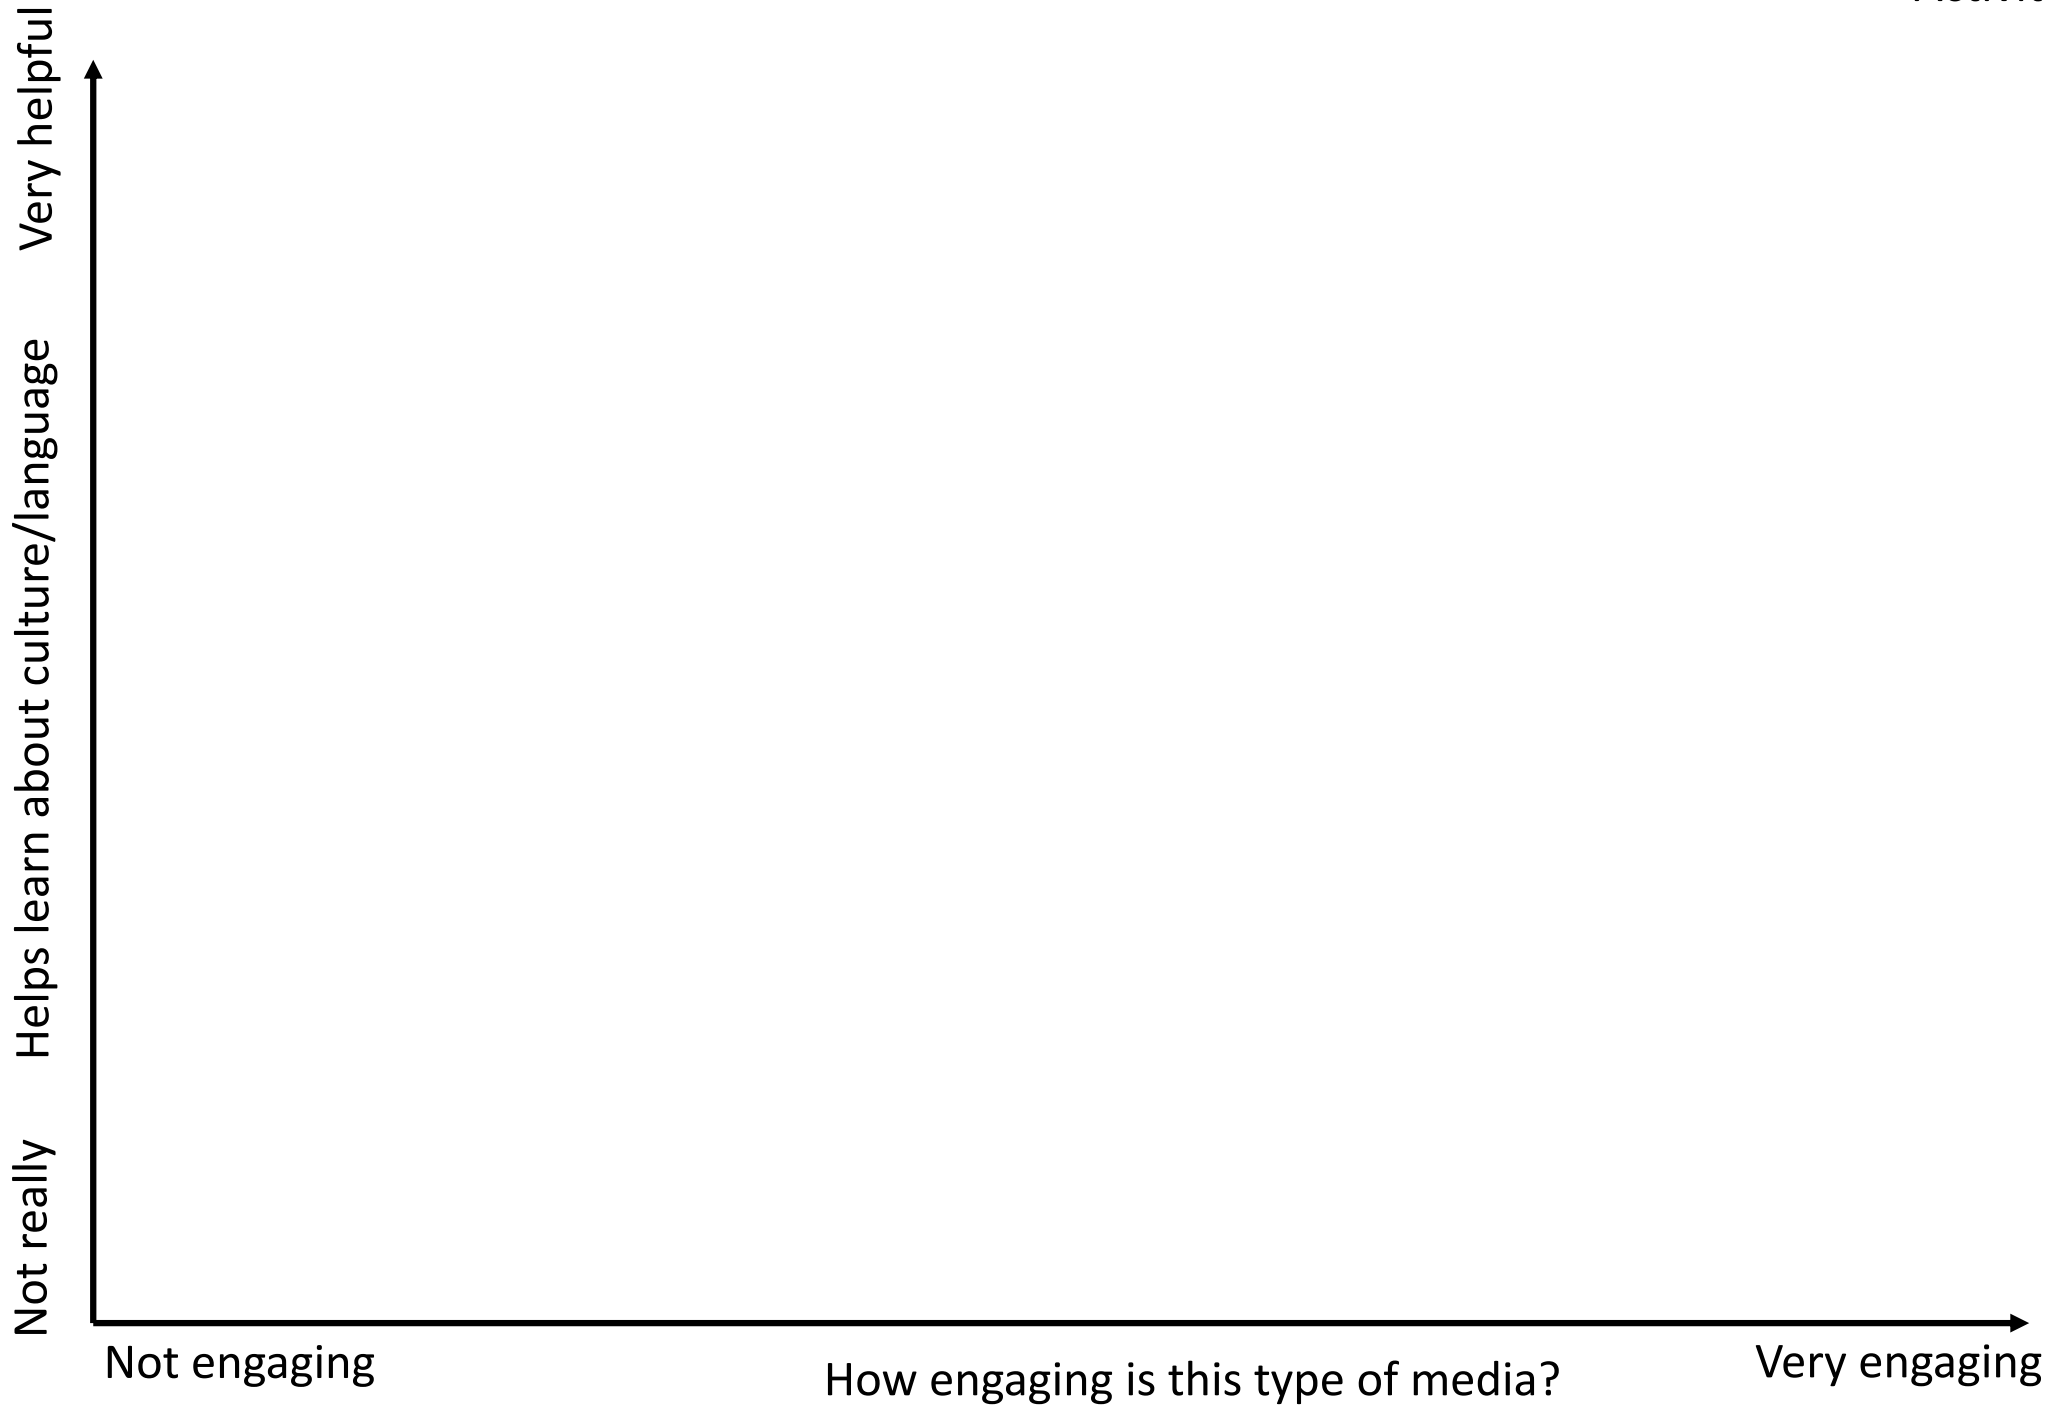 Very helpful
Helps learn about culture/language
Not really
Not engaging
How engaging is this type of media?
Very engaging